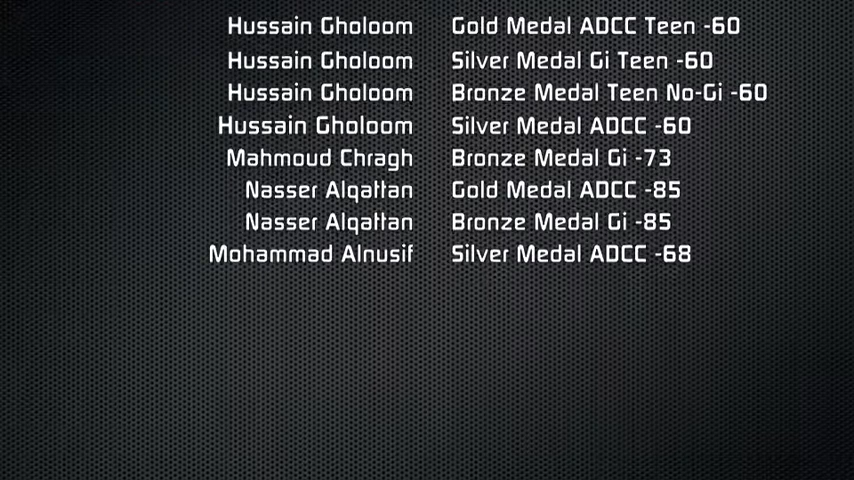 Hussain Gholoom Gold Medal ADCC Teen -60
Hussain Gholoom Silver Medal Gi Teen -60
Hussain Gholoom Bronze Medal Teen No-Gi -60
Hussain Gholoom Silver Medal ADCC -60
Mahmoud Chragh Bronze Medal Gi -73
Nasser Alqattan Gold Medal ADCC -85
Nasser Alqattan Bronze Medal Gi -85
Mohammad Alnusif Silver Medal ADCC -68